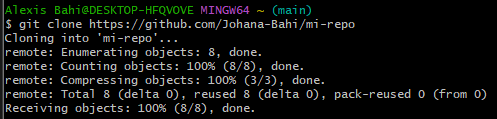 Alexis Bahi@DESKTOP-HFQVOVE MINGW64 ~ (main)
$ git clone https://github.com/Johana-Bahi/mi-repo
Cloning into 'mi-repo'...
remote: Enumerating objects: 8, done.
remote: Counting objects: 100% (8/8), done.
remote: Compressing objects: 100% (3/3), done.
remote: Total 8 (delta 0), reused 8 (delta 0), pack-reused 0 (from 0)
Receiving objects: 100% (8/8), done.